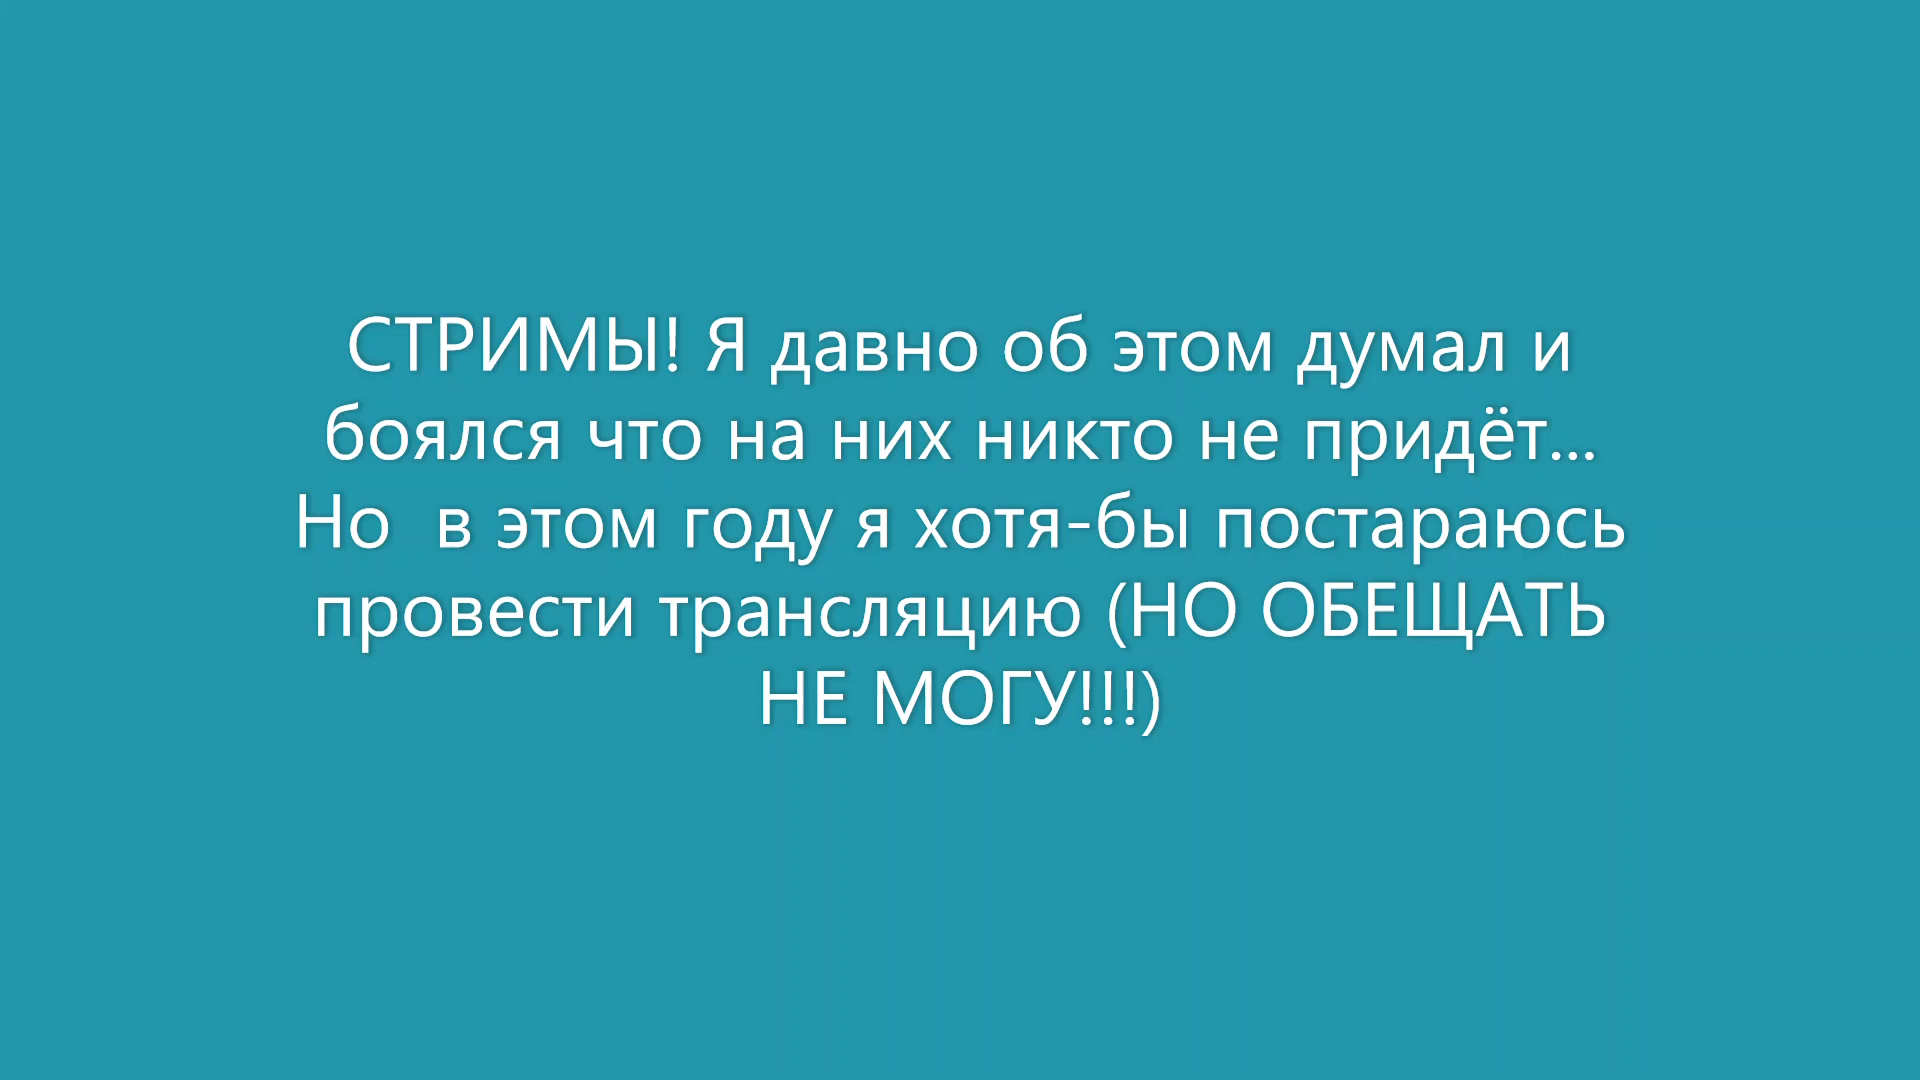 СТРИМЫ! Я давно об этом думал и
боялся что на них никто не придёт...
Но  в этом году я хотя-бы постараюсь
провести трансляцию (НО ОБЕЩАТЬ
НЕ МОГУ!!!)